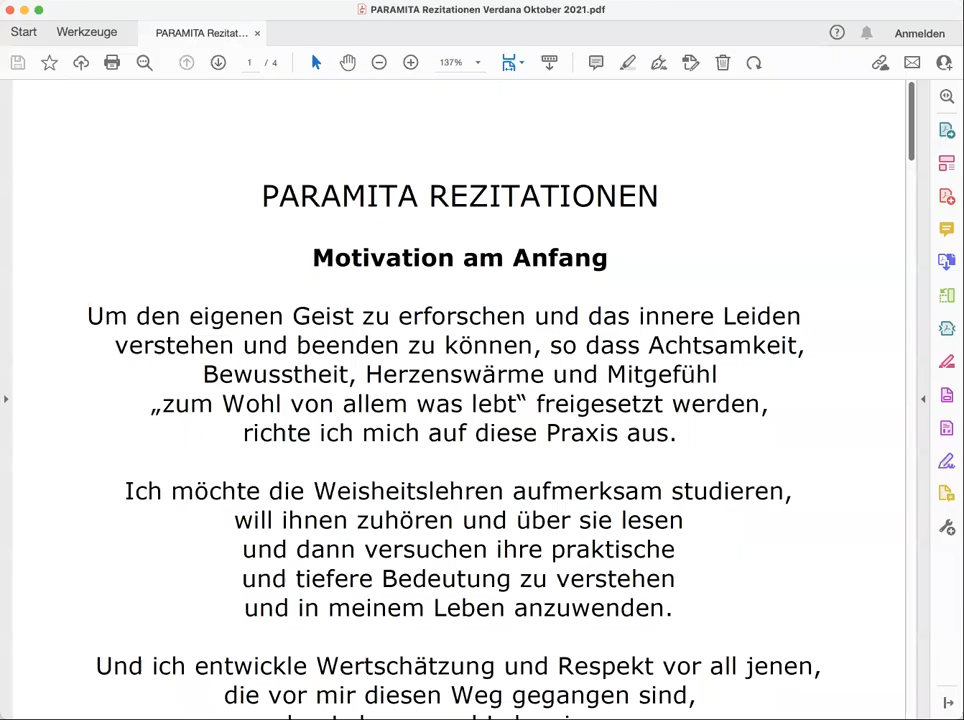 PARAMITA Rezitationen Verdana Oktober 2021.pdf
Start Werkzeuge PARAMITA Rezitat... × Anmelden
1 / 4 137%
PARAMITA REZITATIONEN
Motivation am Anfang
Um den eigenen Geist zu erforschen und das innere Leiden
verstehen und beenden zu können, so dass Achtsamkeit,
Bewusstheit, Herzenswärme und Mitgefühl
„zum Wohl von allem was lebt“ freigesetzt werden,
richte ich mich auf diese Praxis aus.
Ich möchte die Weisheitslehren aufmerksam studieren,
will ihnen zuhören und über sie lesen
und dann versuchen ihre praktische
und tiefere Bedeutung zu verstehen
und in meinem Leben anzuwenden.
Und ich entwickle Wertschätzung und Respekt vor all jenen,
die vor mir diesen Weg gegangen sind,